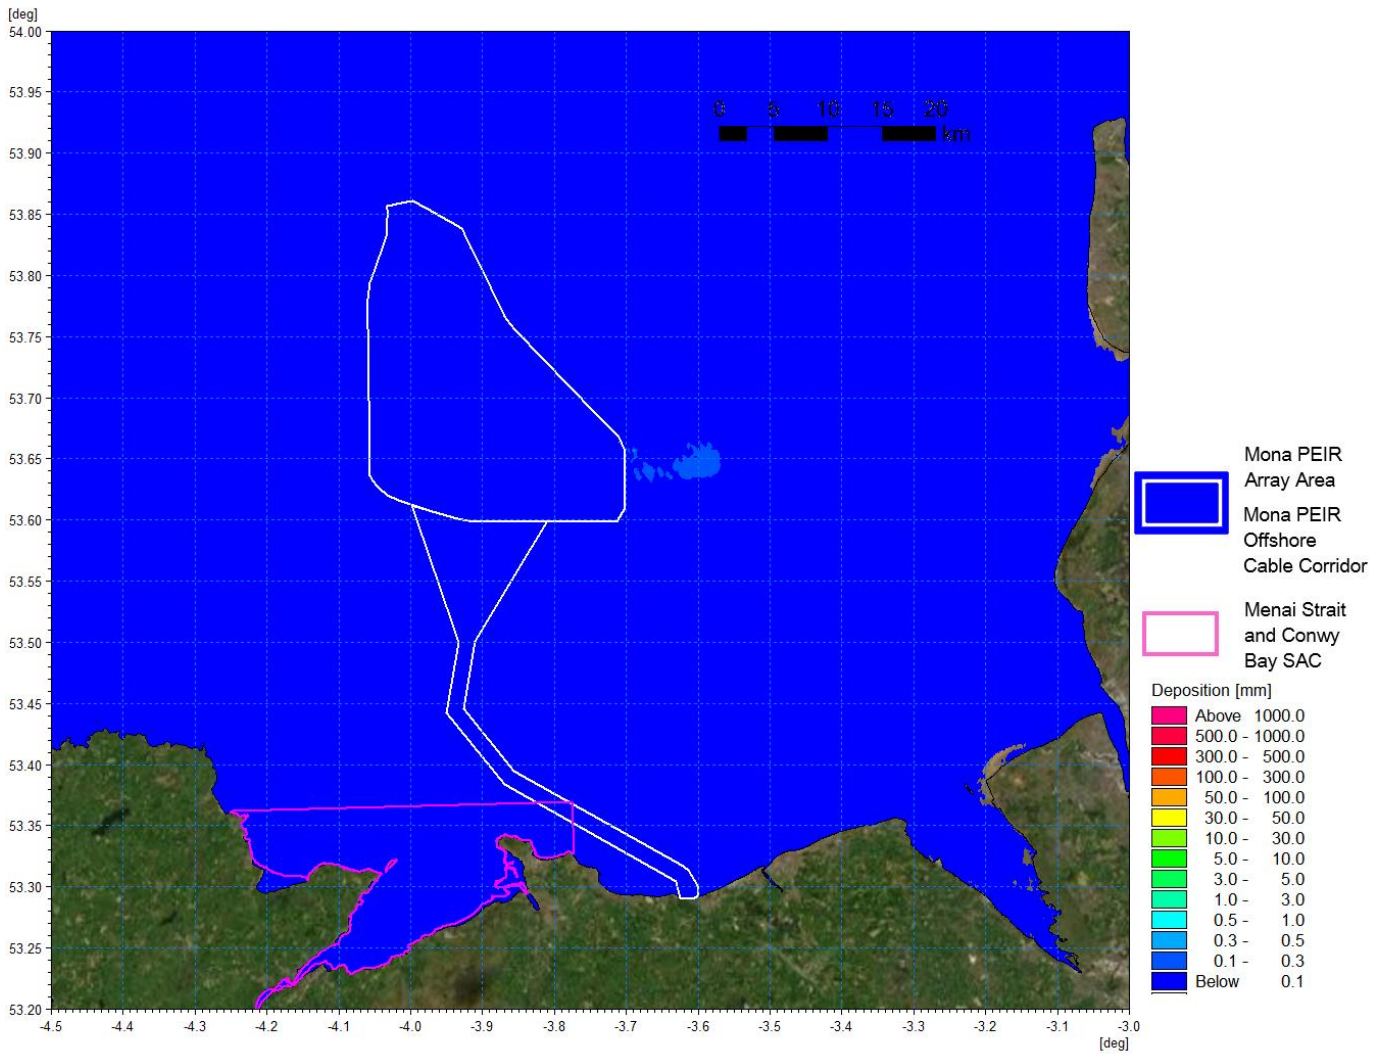 [deg]
54.00
53.95
53.90
53.85
53.80
53.75
53.70
53.65
53.60
53.55
53.50
53.45
53.40
53.35
53.30
53.25
53.20
-4.5 -4.4 -4.3 -4.2 -4.1 -4.0 -3.9 -3.8 -3.7 -3.6 -3.5 -3.4 -3.3 -3.2 -3.1 -3.0
[deg]
0 5 10 15 20
km
Mona PEIR
Array Area
Mona PEIR
Offshore
Cable Corridor
Menai Strait
and Conwy
Bay SAC
Deposition [mm]
Above 1000.0
500.0 - 1000.0
300.0 - 500.0
100.0 - 300.0
50.0 - 100.0
30.0 - 50.0
10.0 - 30.0
5.0 - 10.0
3.0 - 5.0
1.0 - 3.0
0.5 - 1.0
0.3 - 0.5
0.1 - 0.3
Below 0.1